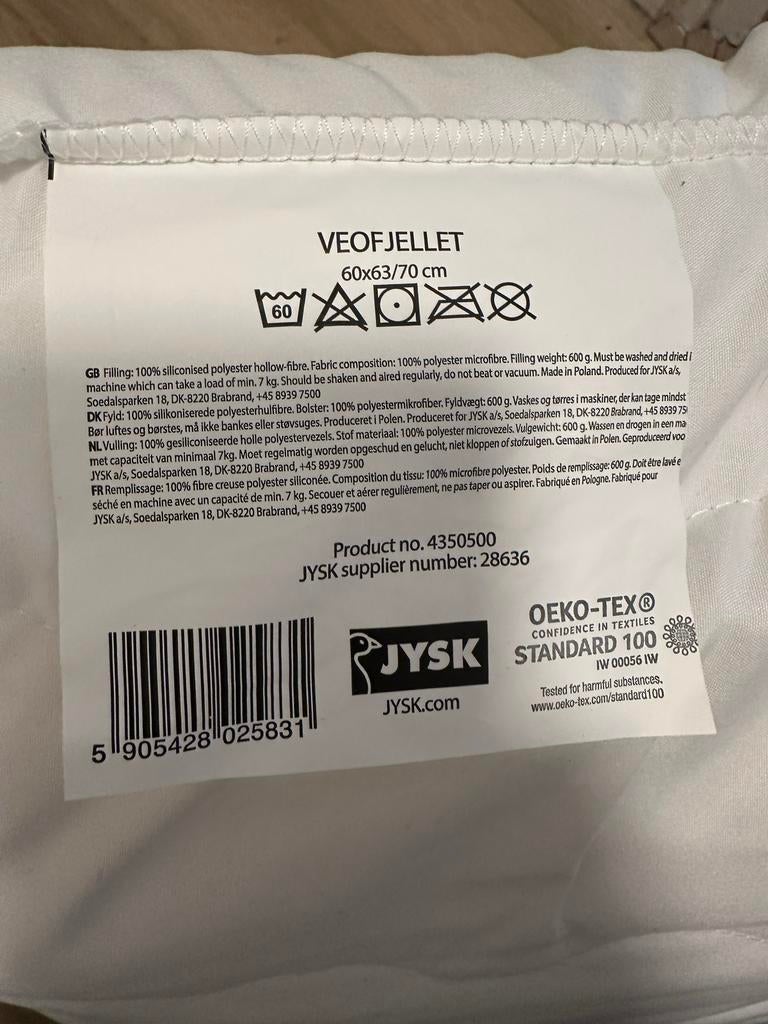 VEOFJELLET
60x63/70 cm
60
GB Filling: 100% siliconised polyester hollow-fibre. Fabric composition: 100% polyester microfibre. Filling weight: 600 g. Must be washed and dried i
machine which can take a load of min. 7 kg. Should be shaken and aired regularly, do not beat or vacuum. Made in Poland. Produced for JYSK a/s,
Soedalsparken 18, DK-8220 Brabrand, +45 8939 7500
DK Fyld: 100% silikoniserede polyesterhulfibre. Bolster: 100% polyestermikrofiber. Fyldvægt: 600 g. Vaskes og tørres i maskiner, der kan tage mindst
Bør luftes og børstes, må ikke bankes eller støvsuges. Produceret i Polen. Produceret for JYSK a/s, Soedalsparken 18, DK-8220 Brabrand, +45 8939 75
NL Vulling: 100% gesiliconiseerde holle polyestervezels. Stof materiaal: 100% polyester microvezels. Vulgewicht: 600 g. Wassen en drogen in een ma
met capaciteit van minimaal 7kg. Moet regelmatig worden opgeschud en gelucht, niet kloppen of stofzuigen. Gemaakt in Polen. Geproduceerd voo
JYSK a/s, Soedalsparken 18, DK-8220 Brabrand, +45 8939 7500
FR Remplissage: 100% fibre creuse polyester siliconée. Composition du tissu: 100% microfibre polyester. Poids de remplissage: 600 g. Doit être lavé e
séché en machine avec un capacité de min. 7 kg. Secouer et aérer regulièrement, ne pas taper ou aspirer. Fabriqué en Pologne. Fabriqué pour
JYSK a/s, Soedalsparken 18, DK-8220 Brabrand, +45 8939 7500
Product no. 4350500
JYSK supplier number: 28636
5 905428 025831
JYSK
JYSK.com
OEKO-TEX®
CONFIDENCE IN TEXTILES
STANDARD 100
IW 00056 IW
Tested for harmful substances.
www.oeko-tex.com/standard100